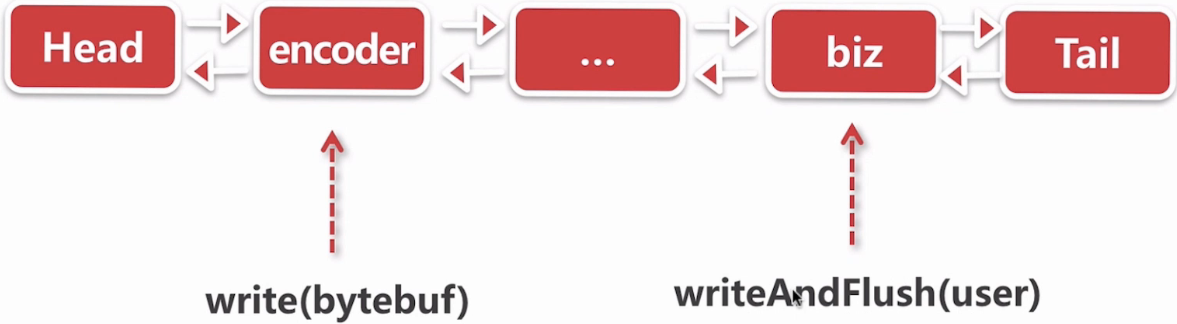 Head encoder ... biz Tail
write(bytebuf) writeAndFlush(user)